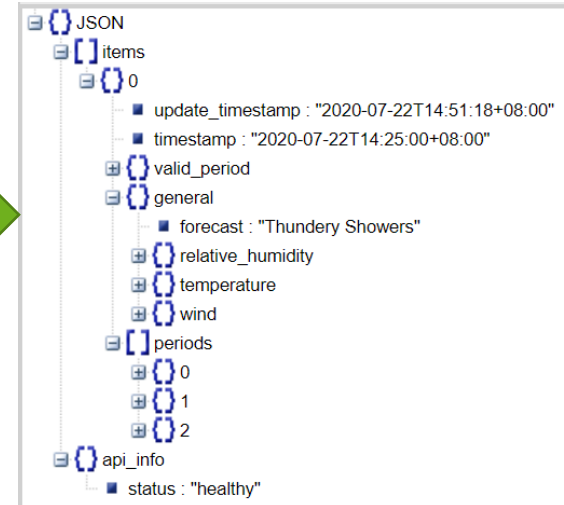 JSON
items
0
update_timestamp : "2020-07-22T14:51:18+08:00"
timestamp : "2020-07-22T14:25:00+08:00"
valid_period
general
forecast : "Thundery Showers"
relative_humidity
temperature
wind
periods
0
1
2
api_info
status : "healthy"